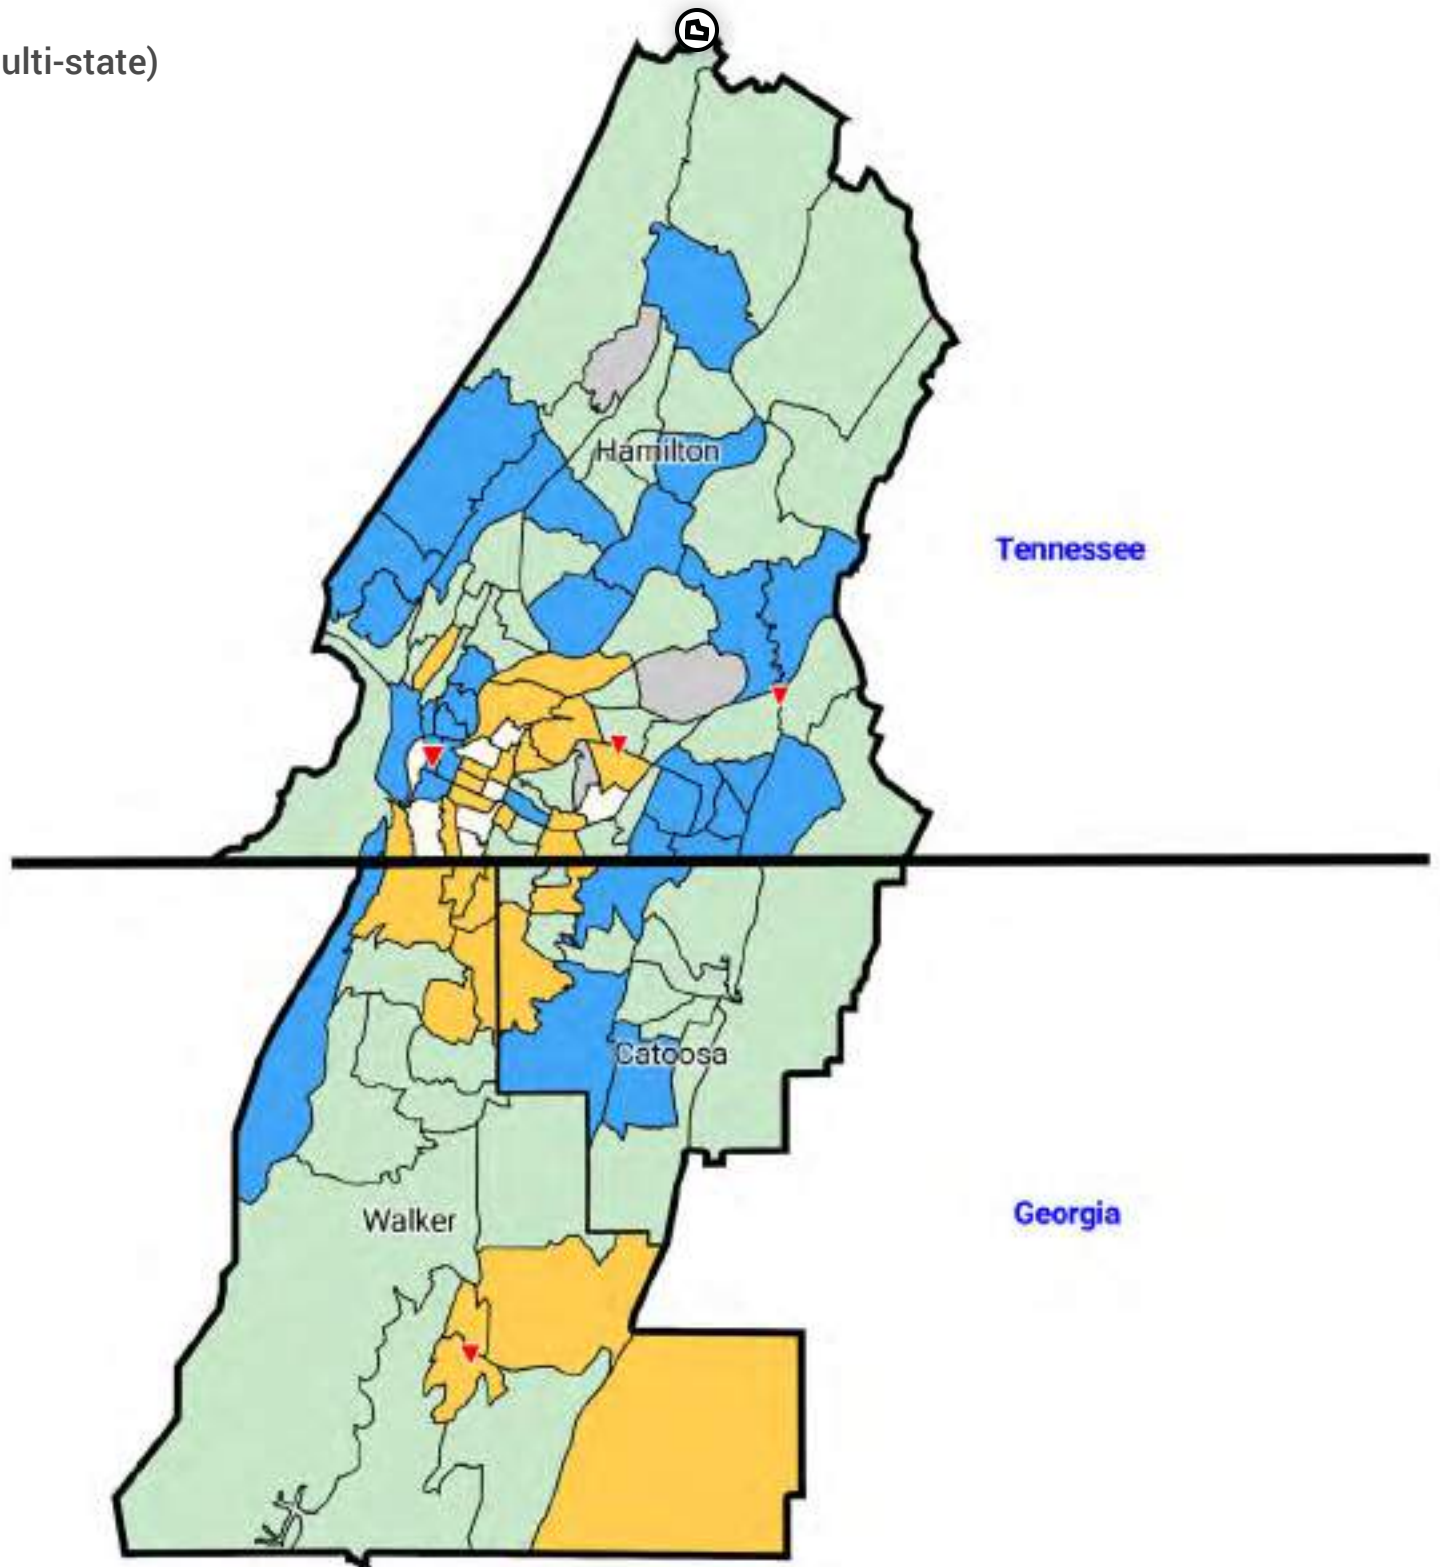 ulti-state)
Hamilton
Tennessee
Catoosa
Georgia
Walker